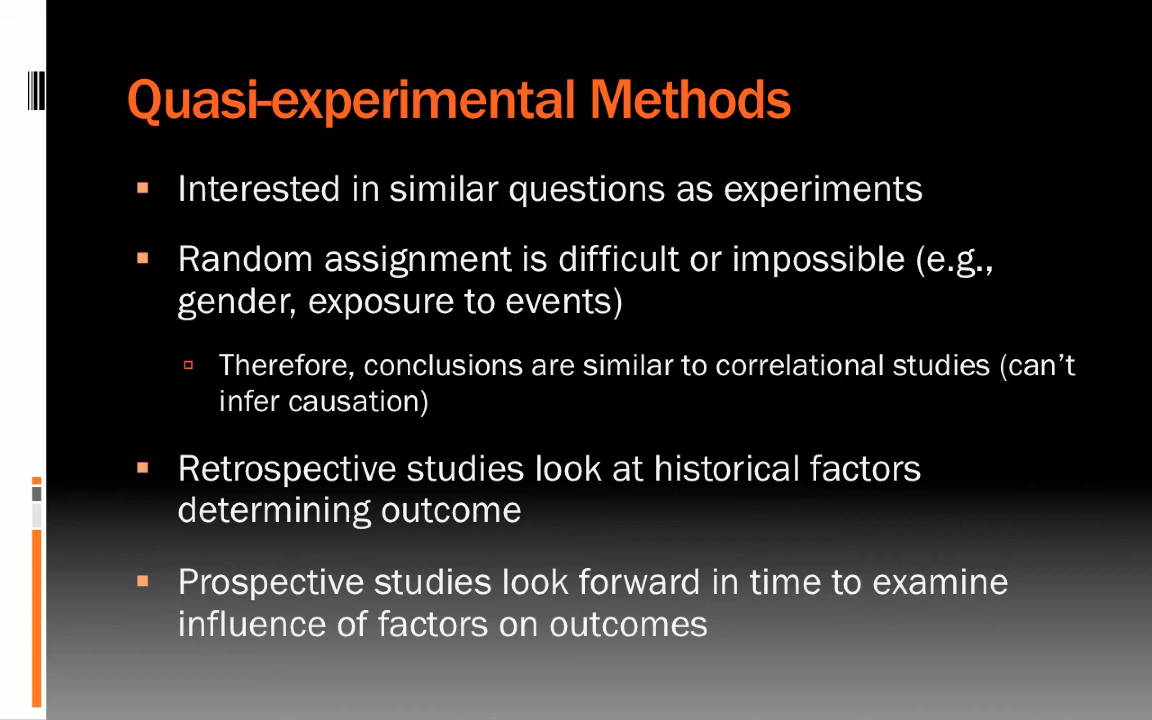 Quasi-experimental Methods
Interested in similar questions as experiments
Random assignment is difficult or impossible (e.g.,
gender, exposure to events)
Therefore, conclusions are similar to correlational studies (can't
infer causation)
Retrospective studies look at historical factors
determining outcome
Prospective studies look forward in time to examine
influence of factors on outcomes